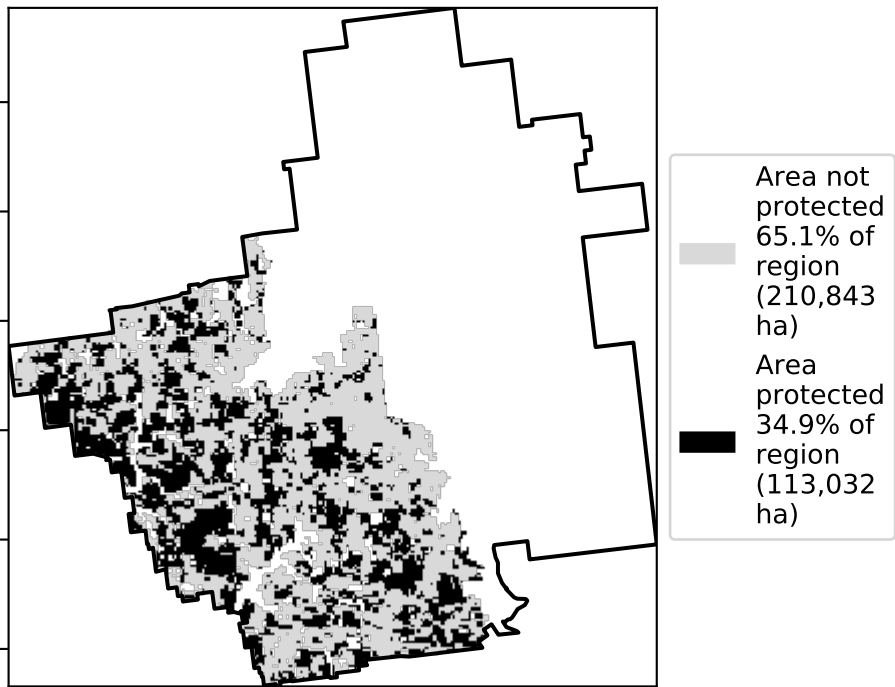 Area not
protected
65.1% of
region
(210,843
ha)
Area
protected
34.9% of
region
(113,032
ha)